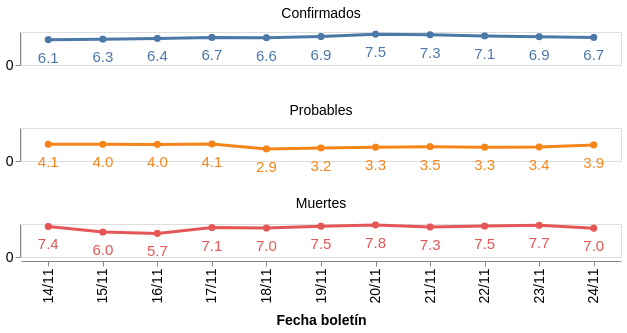 Confirmados
0
6.1 6.3 6.4 6.7 6.6 6.9 7.5 7.3 7.1 6.9 6.7
Probables
0
4.1 4.0 4.0 4.1 2.9 3.2 3.3 3.5 3.3 3.4 3.9
Muertes
7.4 6.0 5.7 7.1 7.0 7.5 7.8 7.3 7.5 7.7 7.0
0
14/11 15/11 16/11 17/11 18/11 19/11 20/11 21/11 22/11 23/11 24/11
Fecha boletín